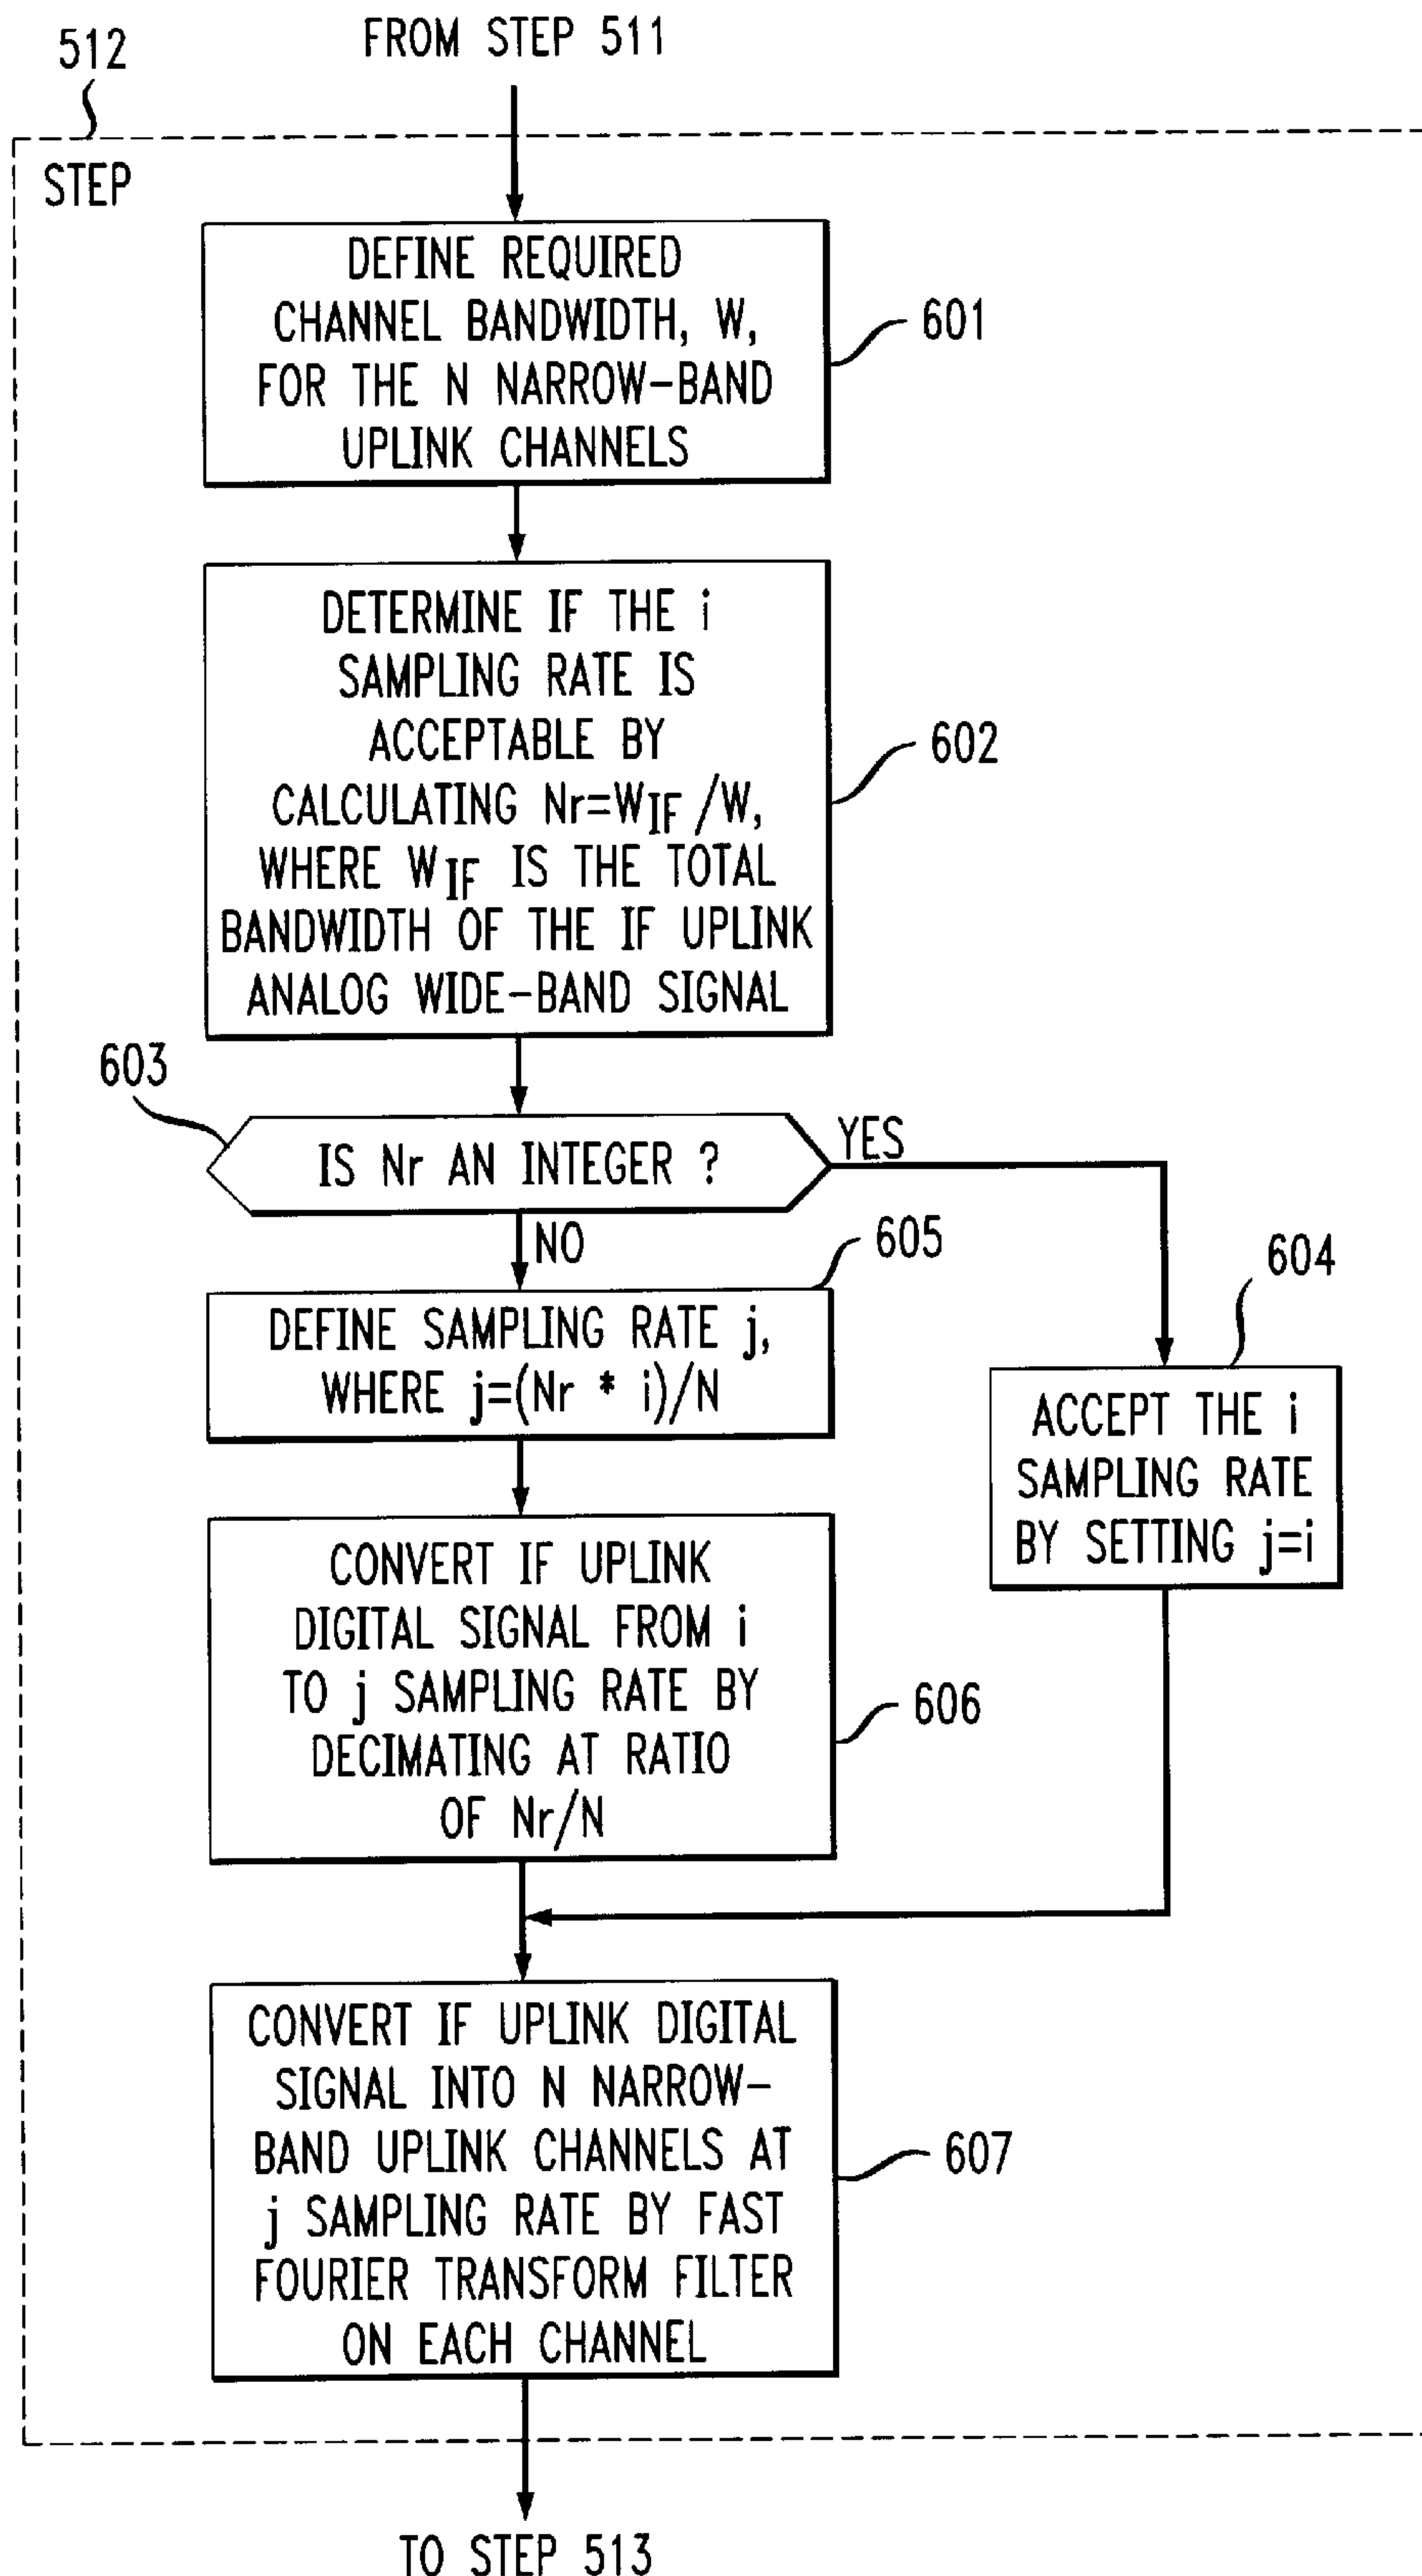 FROM STEP 511
512
STEP
DEFINE REQUIRED
CHANNEL BANDWIDTH, W,
FOR THE N NARROW-BAND
UPLINK CHANNELS
601
DETERMINE IF THE i
SAMPLING RATE IS
ACCEPTABLE BY
CALCULATING Nr=WIF/W,
WHERE WIF IS THE TOTAL
BANDWIDTH OF THE IF UPLINK
ANALOG WIDE-BAND SIGNAL
602
603
IS Nr AN INTEGER ?
YES
NO
605
DEFINE SAMPLING RATE j,
WHERE j=(Nr * i)/N
604
ACCEPT THE i
SAMPLING RATE
BY SETTING j=i
CONVERT IF UPLINK
DIGITAL SIGNAL FROM i
TO j SAMPLING RATE BY
DECIMATING AT RATIO
OF Nr/N
606
CONVERT IF UPLINK DIGITAL
SIGNAL INTO N NARROW-
BAND UPLINK CHANNELS AT
j SAMPLING RATE BY FAST
FOURIER TRANSFORM FILTER
ON EACH CHANNEL
607
TO STEP 513